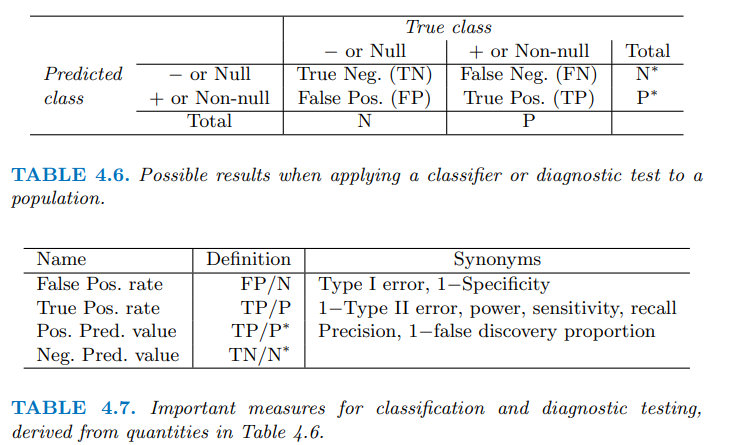 True class
− or Null + or Non-null Total
Predicted − or Null True Neg. (TN) False Neg. (FN) N*
class + or Non-null False Pos. (FP) True Pos. (TP) P*
Total N P
TABLE 4.6. Possible results when applying a classifier or diagnostic test to a
population.
Name Definition Synonyms
False Pos. rate FP/N Type I error, 1−Specificity
True Pos. rate TP/P 1−Type II error, power, sensitivity, recall
Pos. Pred. value TP/P* Precision, 1−false discovery proportion
Neg. Pred. value TN/N*
TABLE 4.7. Important measures for classification and diagnostic testing,
derived from quantities in Table 4.6.